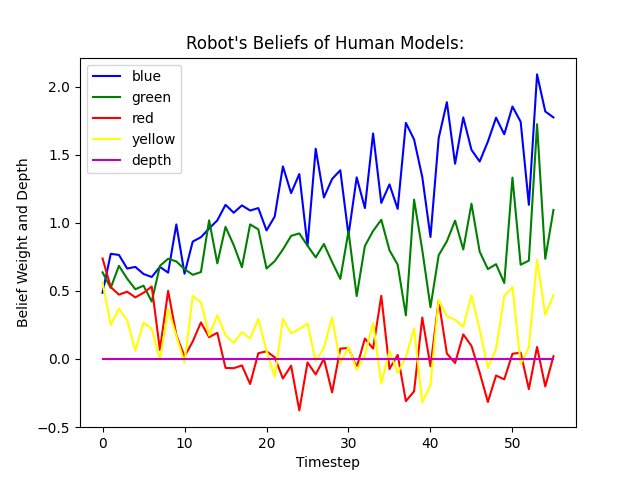 Robot's Beliefs of Human Models:
blue
green
red
yellow
depth
Belief Weight and Depth
2.0
1.5
1.0
0.5
0.0
−0.5
0 10 20 30 40 50
Timestep